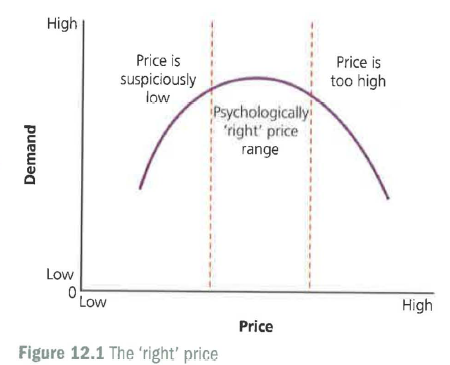 High
Price is
suspiciously
low
Price is
too high
Psychologically
'right' price
range
Demand
Low
0
Low
High
Price
Figure 12.1 The 'right' price